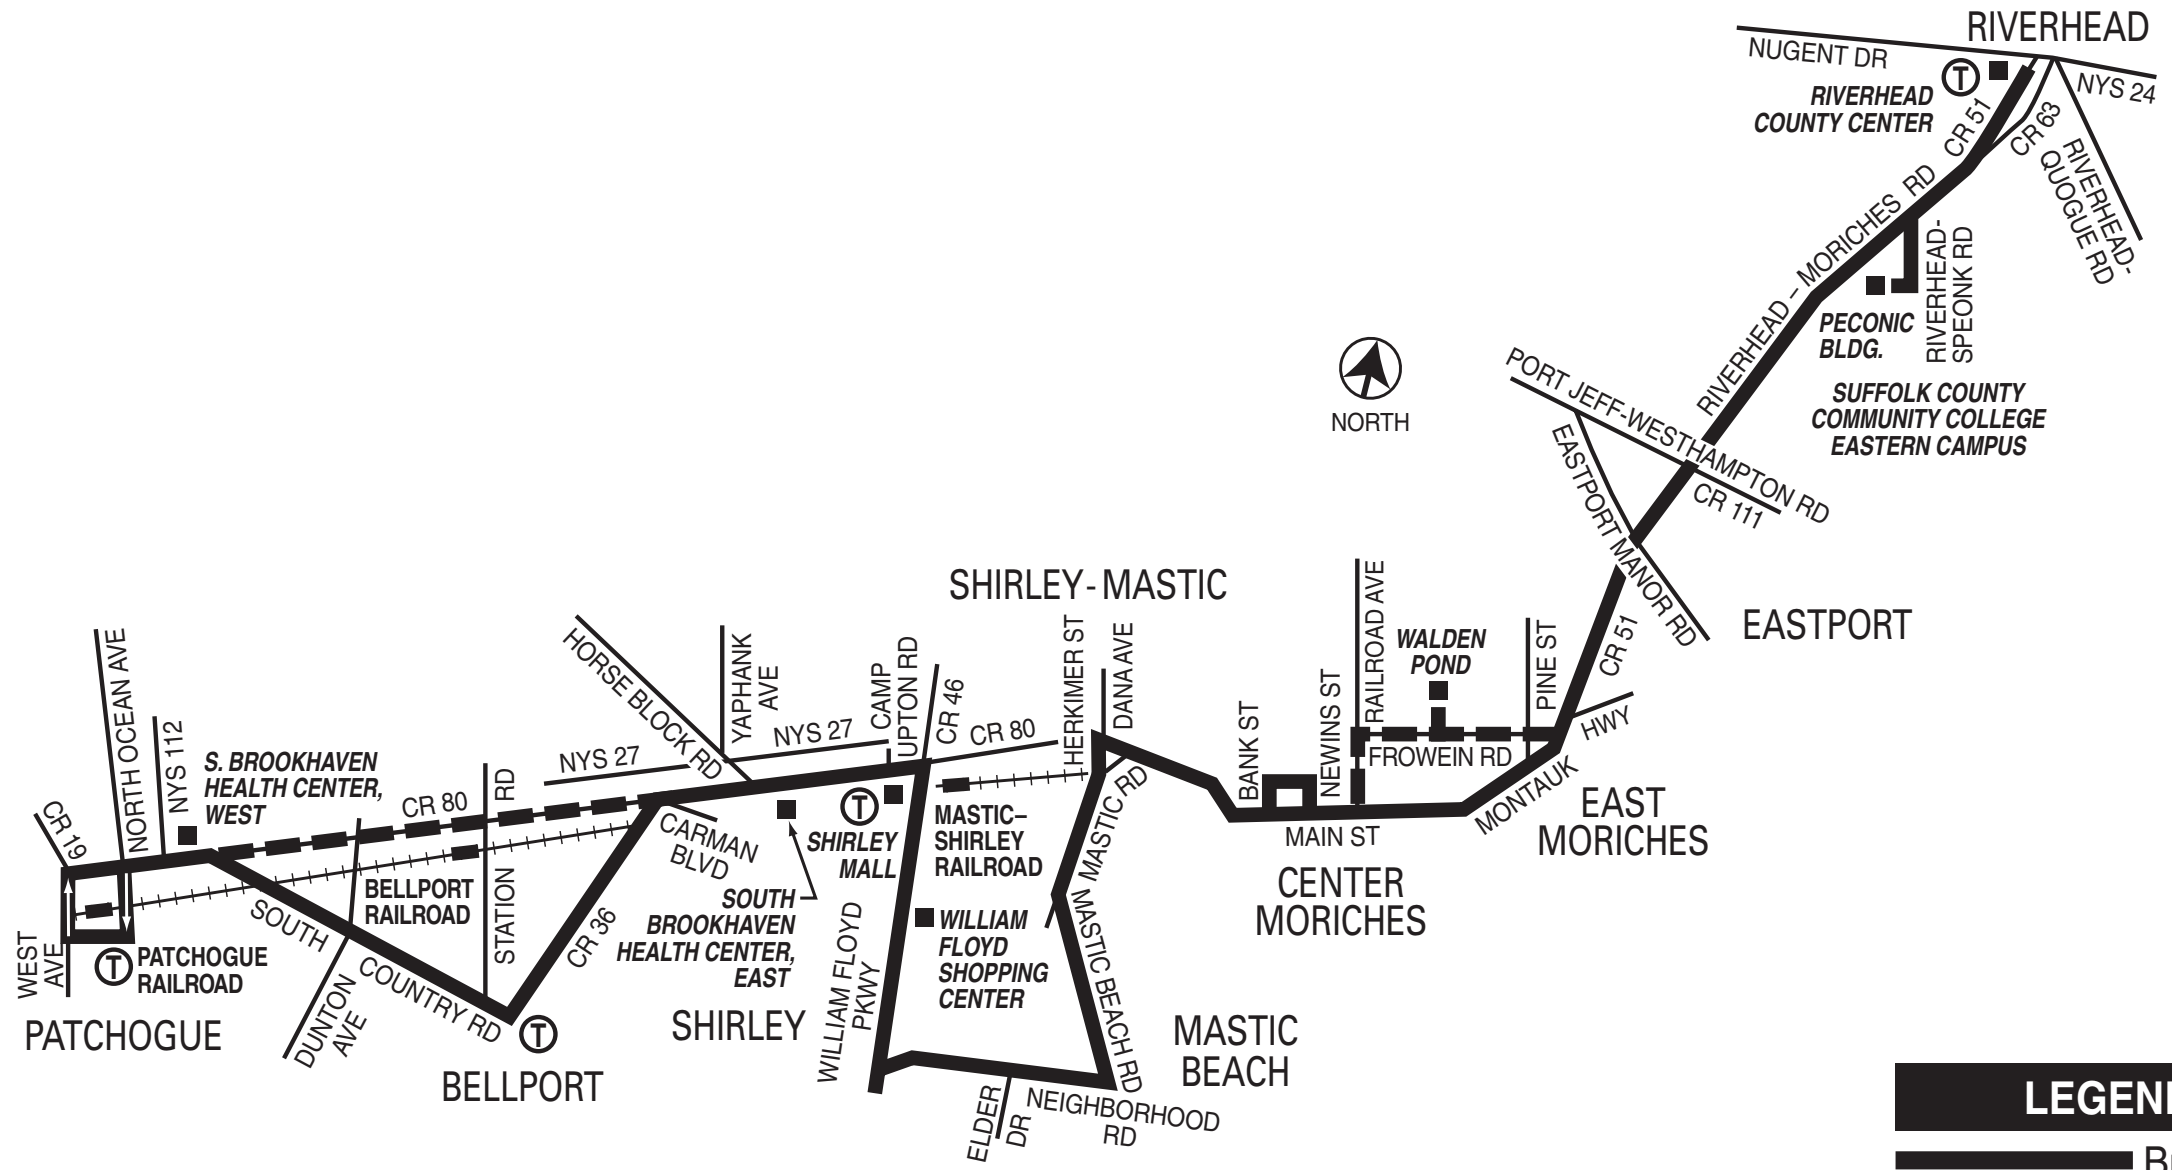 RIVERHEAD
NUGENT DR
T
NYS 24
RIVERHEAD
COUNTY CENTER
CR 51
CR 63
RIVERHEAD-
QUOGUE RD
RIVERHEAD – MORICHES RD
RIVERHEAD-
SPEONK RD
PECONIC
BLDG.
SUFFOLK COUNTY
COMMUNITY COLLEGE
EASTERN CAMPUS
NORTH
PORT JEFF-WESTHAMPTON RD
CR 111
EASTPORT MANOR RD
EASTPORT
CR 51
SHIRLEY-MASTIC
NORTH OCEAN AVE
NYS 112
CR 19
S. BROOKHAVEN
HEALTH CENTER,
WEST
CR 80
STATION RD
NYS 27
HORSE BLOCK RD
YAPHANK
AVE
NYS 27
CAMP
UPTON RD
CR 46
CR 80
HERKIMER ST
DANA AVE
BANK ST
NEWINS ST
RAILROAD AVE
WALDEN
POND
PINE ST
HWY
FROWEIN RD
MONTAUK
MAIN ST
EAST
MORICHES
CENTER
MORICHES
WEST
AVE
T
PATCHOGUE
RAILROAD
PATCHOGUE
SOUTH COUNTRY RD
BELLPORT
RAILROAD
DUNTON
AVE
CR 36
T
BELLPORT
CARMAN
BLVD
SOUTH
BROOKHAVEN
HEALTH CENTER,
EAST
T
SHIRLEY
MALL
SHIRLEY
WILLIAM FLOYD
PKWY
MASTIC–
SHIRLEY
RAILROAD
WILLIAM
FLOYD
SHOPPING
CENTER
MASTIC RD
MASTIC BEACH RD
MASTIC
BEACH
ELDER
DR
NEIGHBORHOOD
RD